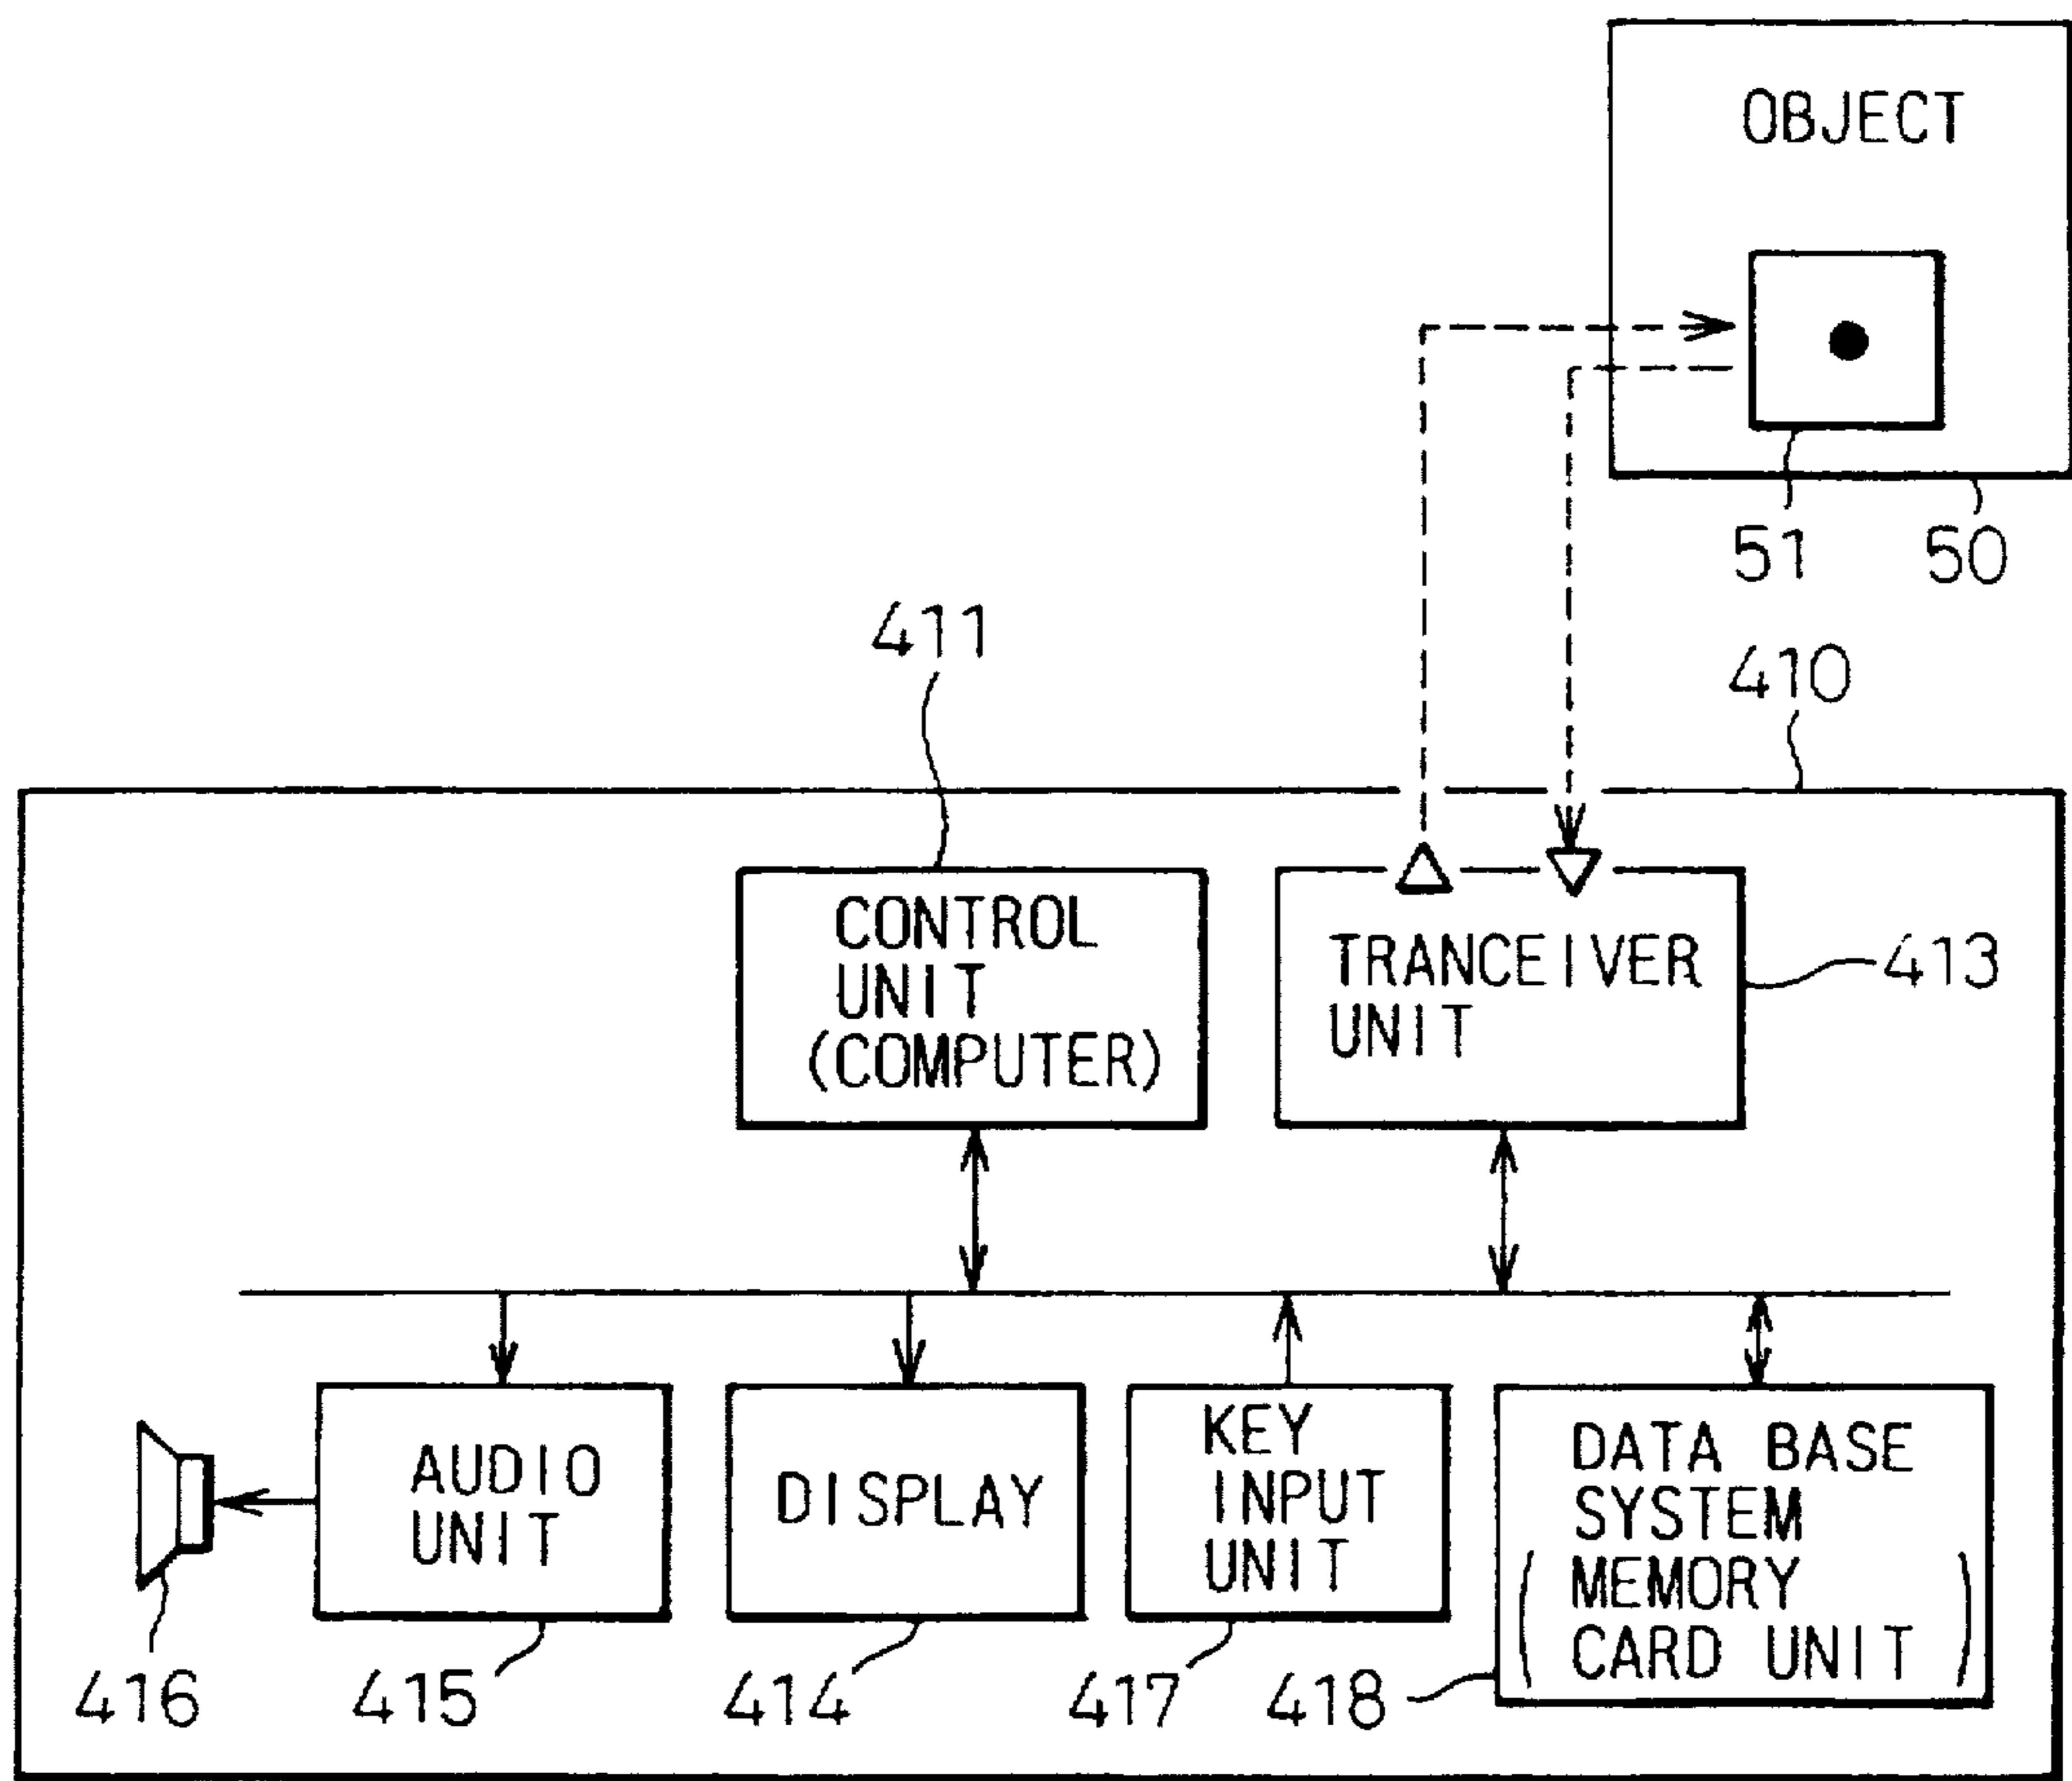 OBJECT
51
50
411
410
CONTROL
UNIT
(COMPUTER)
TRANCEIVER
UNIT
413
AUDIO
UNIT
DISPLAY
KEY
INPUT
UNIT
DATA BASE
SYSTEM
(MEMORY
CARD UNIT)
416
415
414
417
418